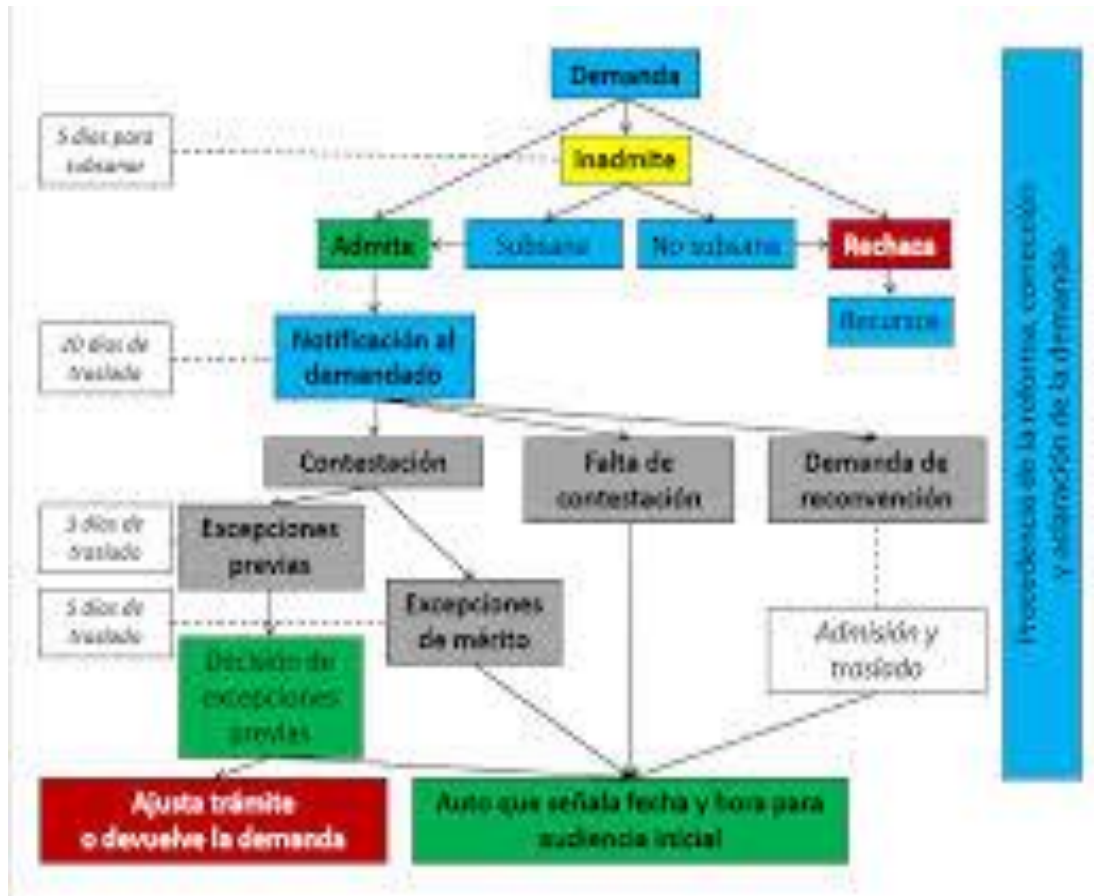 Demanda
5 días para
subsanar
Inadmite
Admite
Subsana
No subsana
Rechaza
Recursos
20 días de
traslado
Notificación al
demandado
Contestación
Falta de
contestación
Demanda de
reconvención
3 días de
traslado
Excepciones
previas
5 días de
traslado
Excepciones
de mérito
Admisión y
traslado
Decisión de
excepciones
previas
Ajusta trámite
o devuelve la demanda
Auto que señala fecha y hora para
audiencia inicial
Procedencia de la reforma, corrección
y aclaración de la demanda